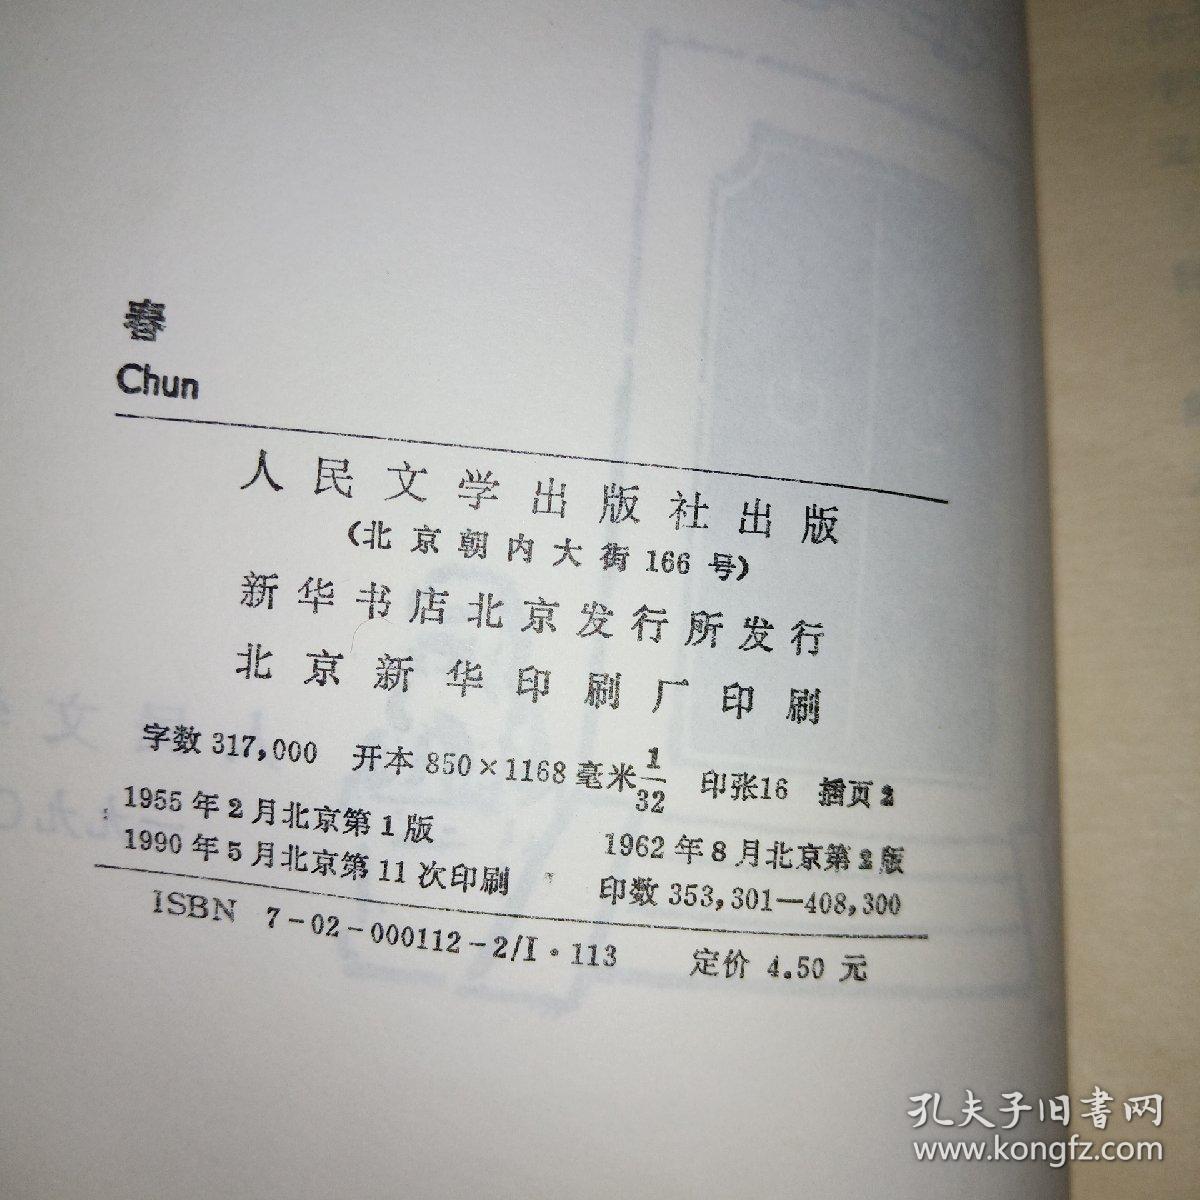 春
Chun
人民文学出版社出版
(北京朝内大街166号)
新华书店北京发行所发行
北京新华印刷厂印刷
字数 317,000 开本 850×1168 毫米 1/32 印张16 插页2
1955年2月北京第1版 1962年8月北京第2版
1990年5月北京第11次印刷 印数 353,301—408,300
ISBN 7-02-000112-2/I·113 定价 4.50 元
孔夫子旧书网
www.kongfz.com